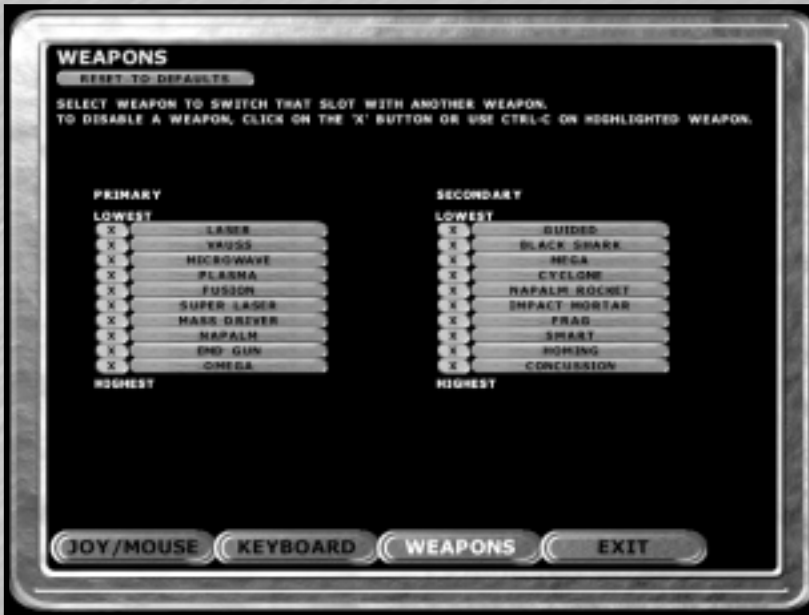 WEAPONS
RESET TO DEFAULTS
SELECT WEAPON TO SWITCH THAT SLOT WITH ANOTHER WEAPON.
TO DISABLE A WEAPON, CLICK ON THE 'X' BUTTON OR USE CTRL-C ON HIGHLIGHTED WEAPON.
PRIMARY
LOWEST
X LASER
X VAUSS
X MICROWAVE
X PLASMA
X FUSION
X SUPER LASER
X MASS DRIVER
X NAPALM
X EMD GUN
X OMEGA
HIGHEST
SECONDARY
LOWEST
X GUIDED
X BLACK SHARK
X MEGA
X CYCLONE
X NAPALM ROCKET
X IMPACT MORTAR
X FRAG
X SMART
X HOMING
X CONCUSSION
HIGHEST
JOY/MOUSE KEYBOARD WEAPONS EXIT